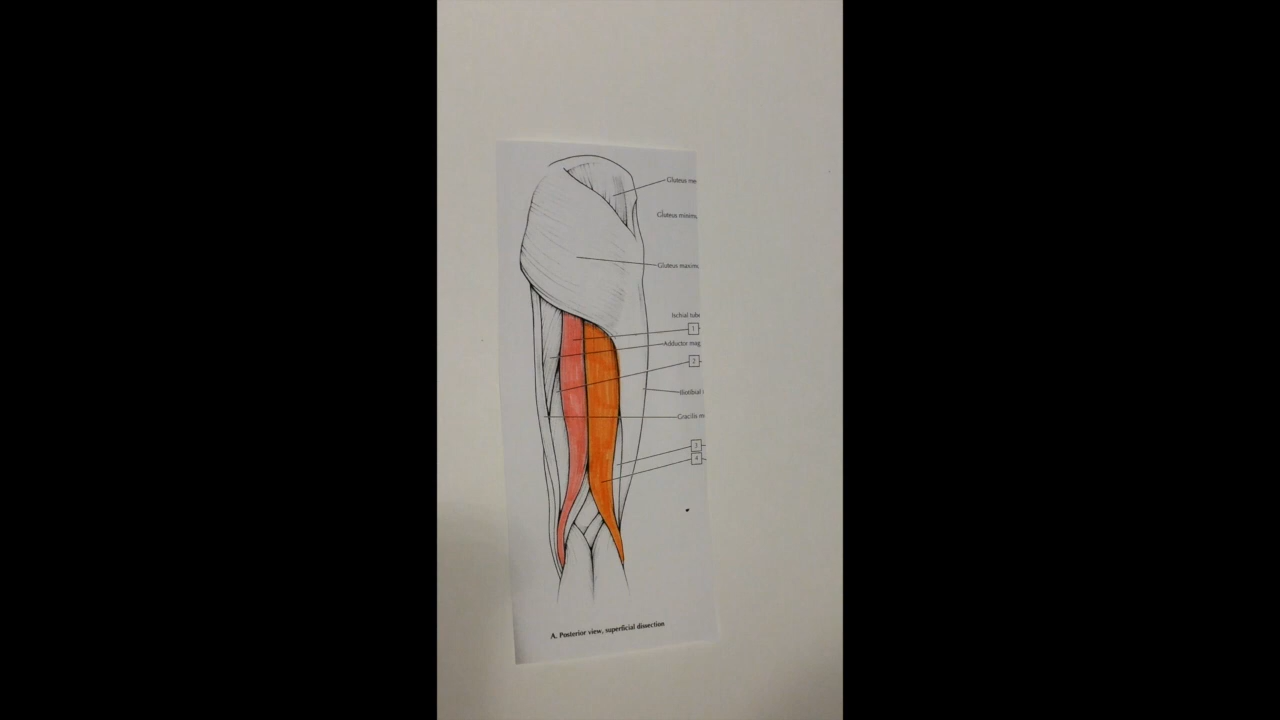 Gluteus me
Gluteus minimu
Gluteus maximu
Ischial tube
1
Adductor mag
2
Iliotibial t
Gracilis m
3
4
A. Posterior view, superficial dissection